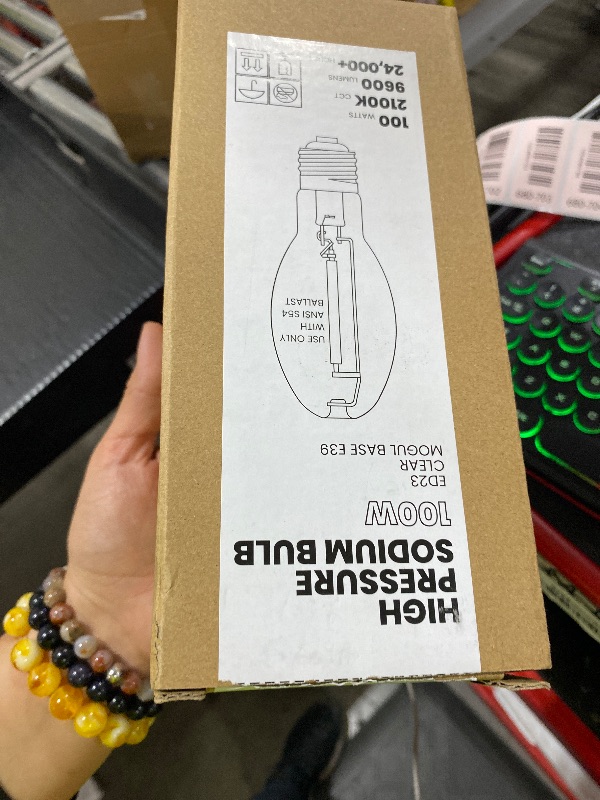 HIGH
PRESSURE
SODIUM BULB
100W
ED23
CLEAR
MOGUL BASE E39
USE ONLY
WITH
ANSI S54
BALLAST
100 WATTS
2100K CCT
9600 LUMENS
24,000+